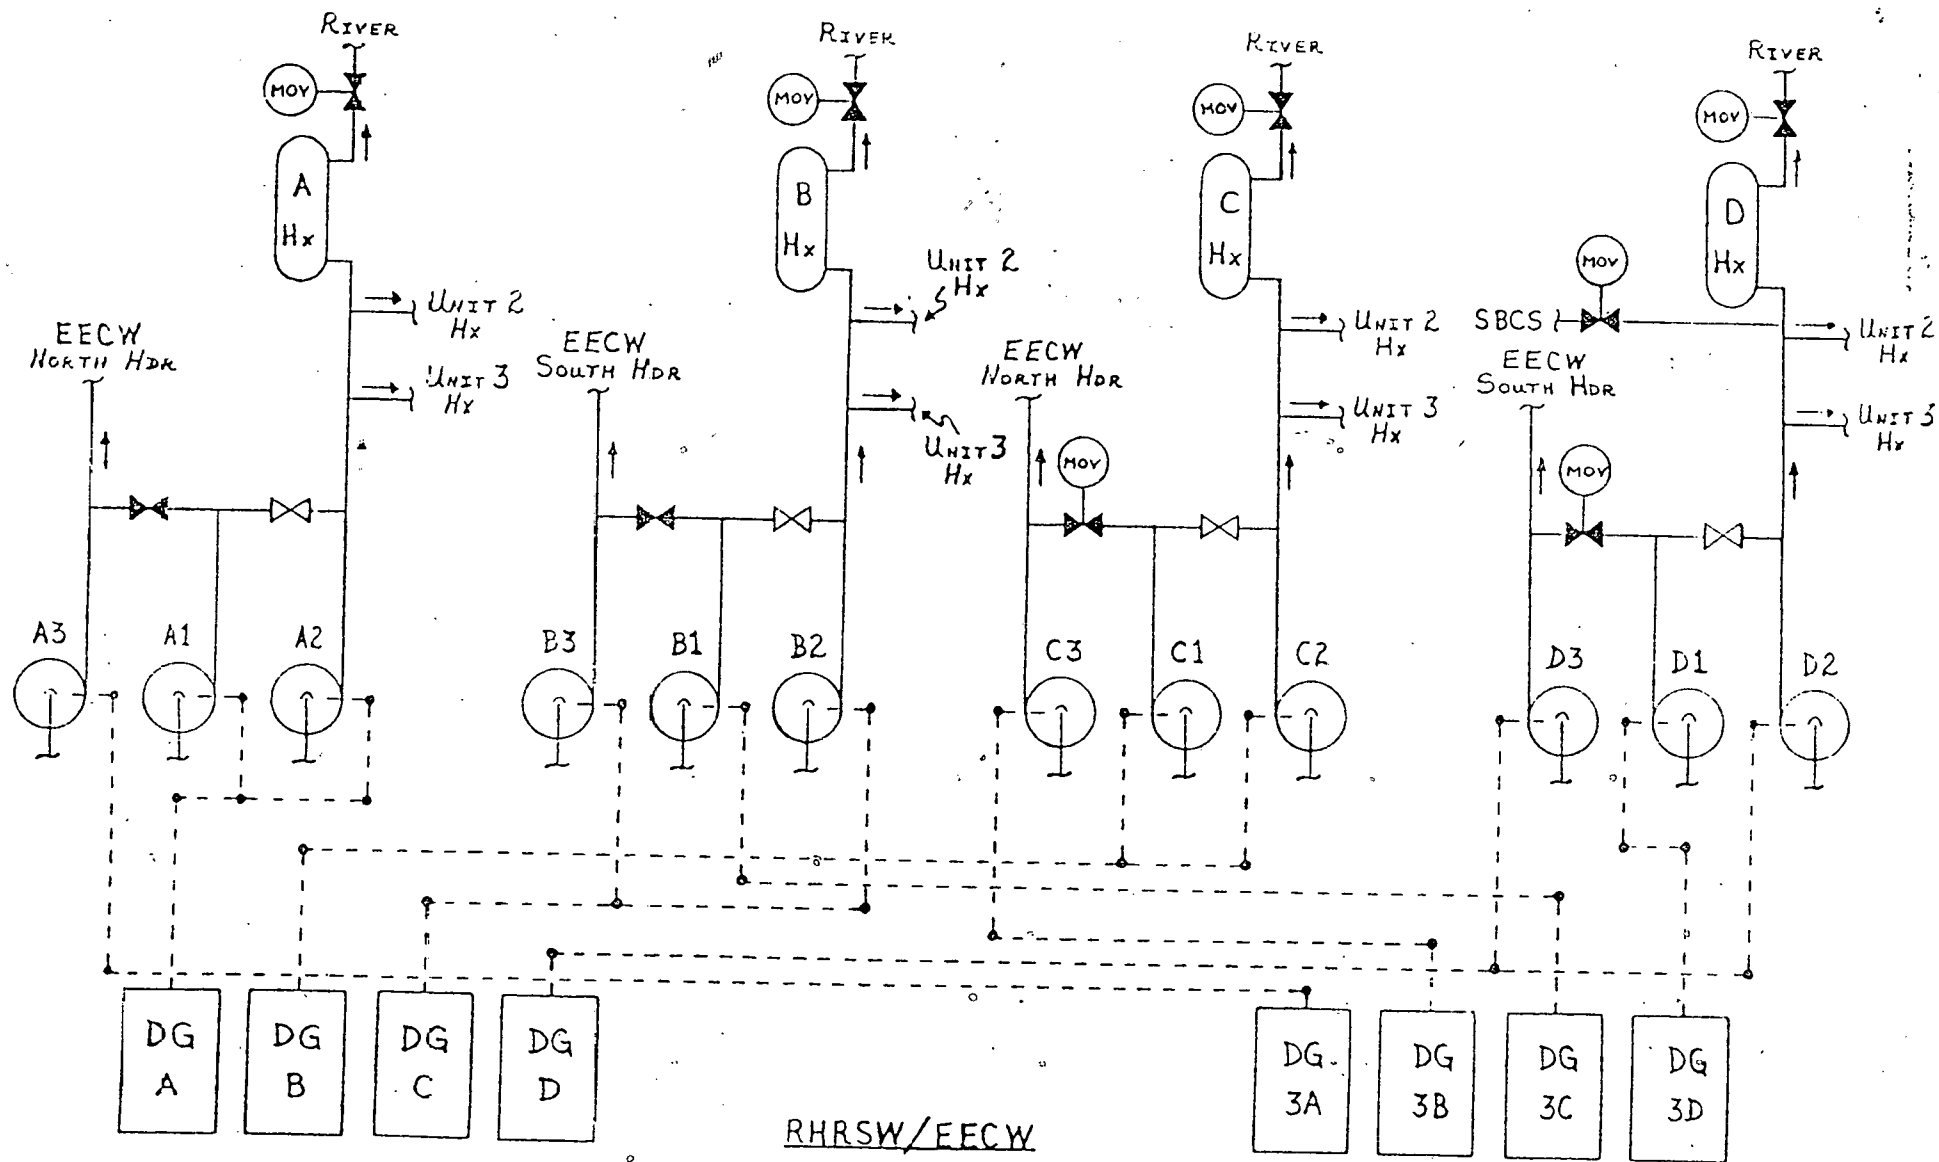 RIVER
RIVER
RIVER
RIVER
MOV
MOV
MOV
MOV
A
Hx
B
Hx
C
Hx
D
Hx
MOV
SBCS
UNIT 2
Hx
UNIT 3
Hx
UNIT 2
Hx
UNIT 3
Hx
UNIT 2
Hx
UNIT 3
Hx
UNIT 2
Hx
UNIT 3
Hx
EECW
NORTH HDR
EECW
SOUTH HDR
EECW
NORTH HDR
EECW
SOUTH HDR
MOV
MOV
A3
A1
A2
B3
B1
B2
C3
C1
C2
D3
D1
D2
DG
A
DG
B
DG
C
DG
D
DG
3A
DG
3B
DG
3C
DG
3D
RHRSW/EECW